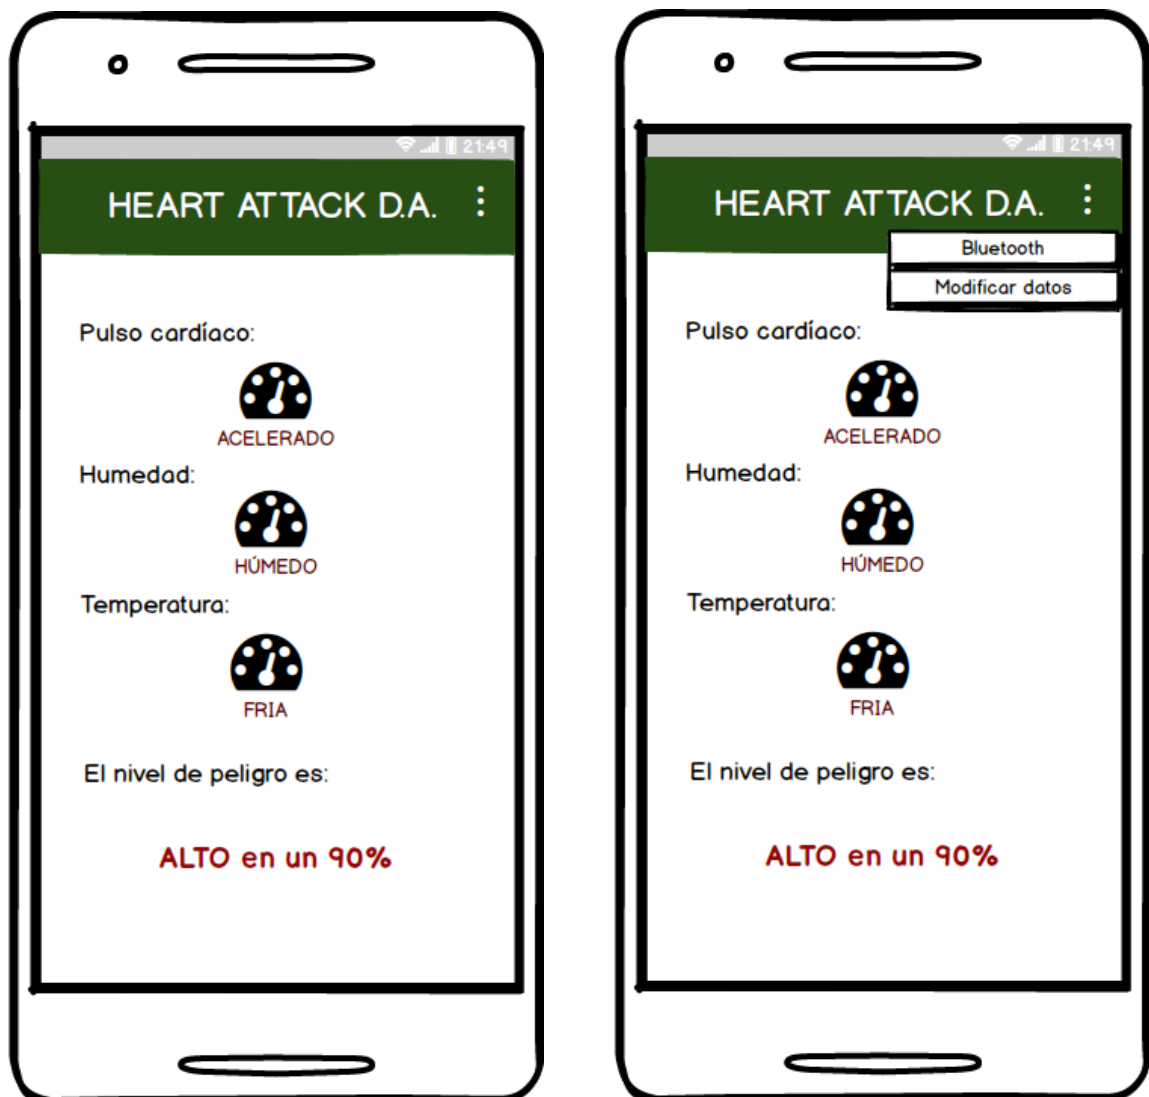 21:49
HEART ATTACK D.A.
Pulso cardíaco:
ACELERADO
Humedad:
HÚMEDO
Temperatura:
FRIA
El nivel de peligro es:
ALTO en un 90%
21:49
HEART ATTACK D.A.
Bluetooth
Modificar datos
Pulso cardíaco:
ACELERADO
Humedad:
HÚMEDO
Temperatura:
FRIA
El nivel de peligro es:
ALTO en un 90%